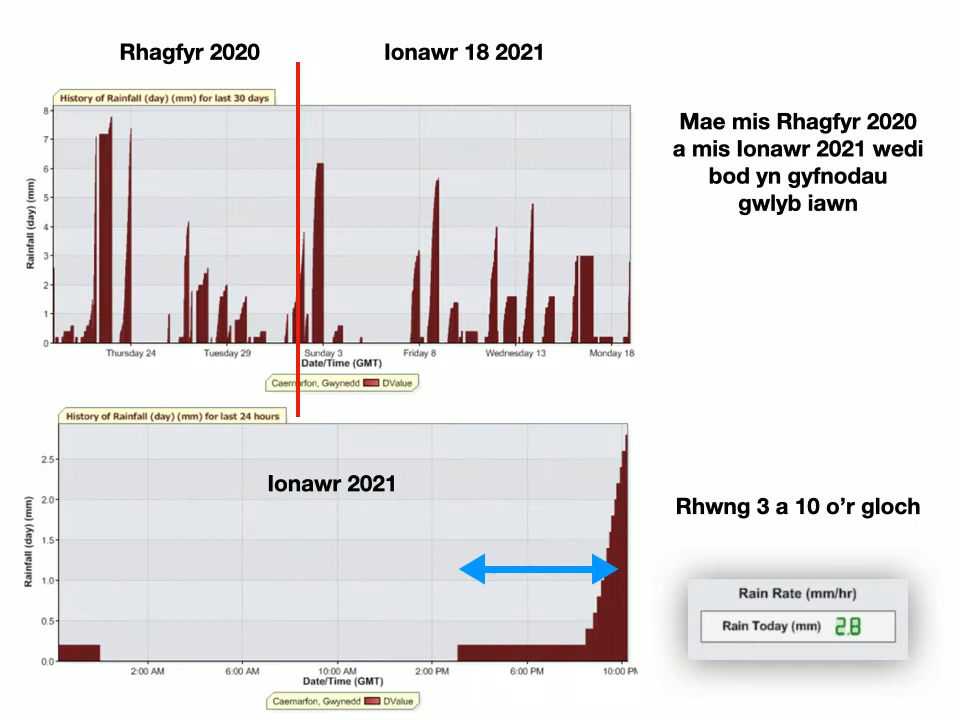 Rhagfyr 2020
Ionawr 18 2021
History of Rainfall (day) (mm) for last 30 days
Mae mis Rhagfyr 2020
a mis Ionawr 2021 wedi
bod yn gyfnodau
gwlyb iawn
Rainfall (day) (mm)
8
7
6
5
4
3
2
1
0
Thursday 24
Tuesday 29
Sunday 3
Friday 8
Wednesday 13
Monday 18
Date/Time (GMT)
Caernarfon, Gwynedd DValue
History of Rainfall (day) (mm) for last 24 hours
Ionawr 2021
Rhwng 3 a 10 o’r gloch
Rainfall (day) (mm)
2.5
2.0
1.5
1.0
0.5
0.0
2:00 AM
6:00 AM
10:00 AM
2:00 PM
6:00 PM
10:00 PM
Date/Time (GMT)
Caernarfon, Gwynedd DValue
Rain Rate (mm/hr)
Rain Today (mm) 2.8